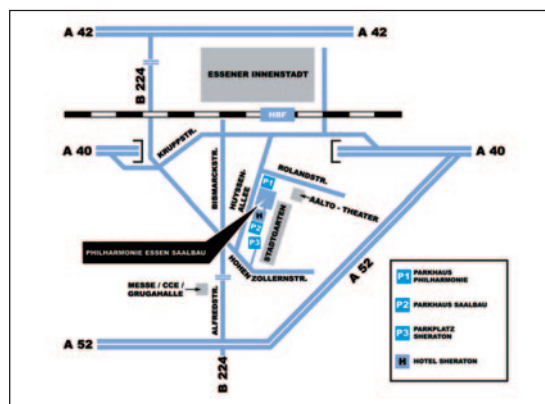 A 42
A 42
B 224
ESSENER INNENSTADT
HBF
A 40
KRUPPSTR.
BISMARCKSTR.
HUYSSEN-
ALLEE
P1
ROLANDSTR.
A 40
AALTO - THEATER
H
P2
P3
STADTGARTEN
PHILHARMONIE ESSEN SAALBAU
HOHEN
ZOLLERNSTR.
MESSE / CCE /
GRUGAHALLE
ALFREDSTR.
A 52
A 52
B 224
P1 PARKHAUS
PHILHARMONIE
P2 PARKHAUS SAALBAU
P3 PARKPLATZ
SHERATON
H HOTEL SHERATON